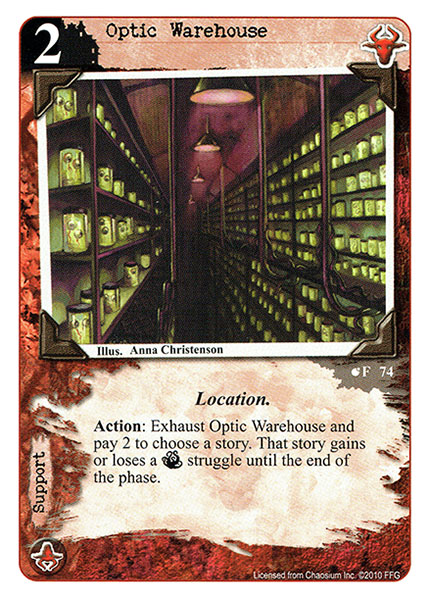 2
Optic Warehouse
Illus. Anna Christenson
F 74
Location.
Action: Exhaust Optic Warehouse and
pay 2 to choose a story. That story gains
or loses a struggle until the end of
the phase.
Support
Licensed from Chaosium Inc. ©2010 FFG